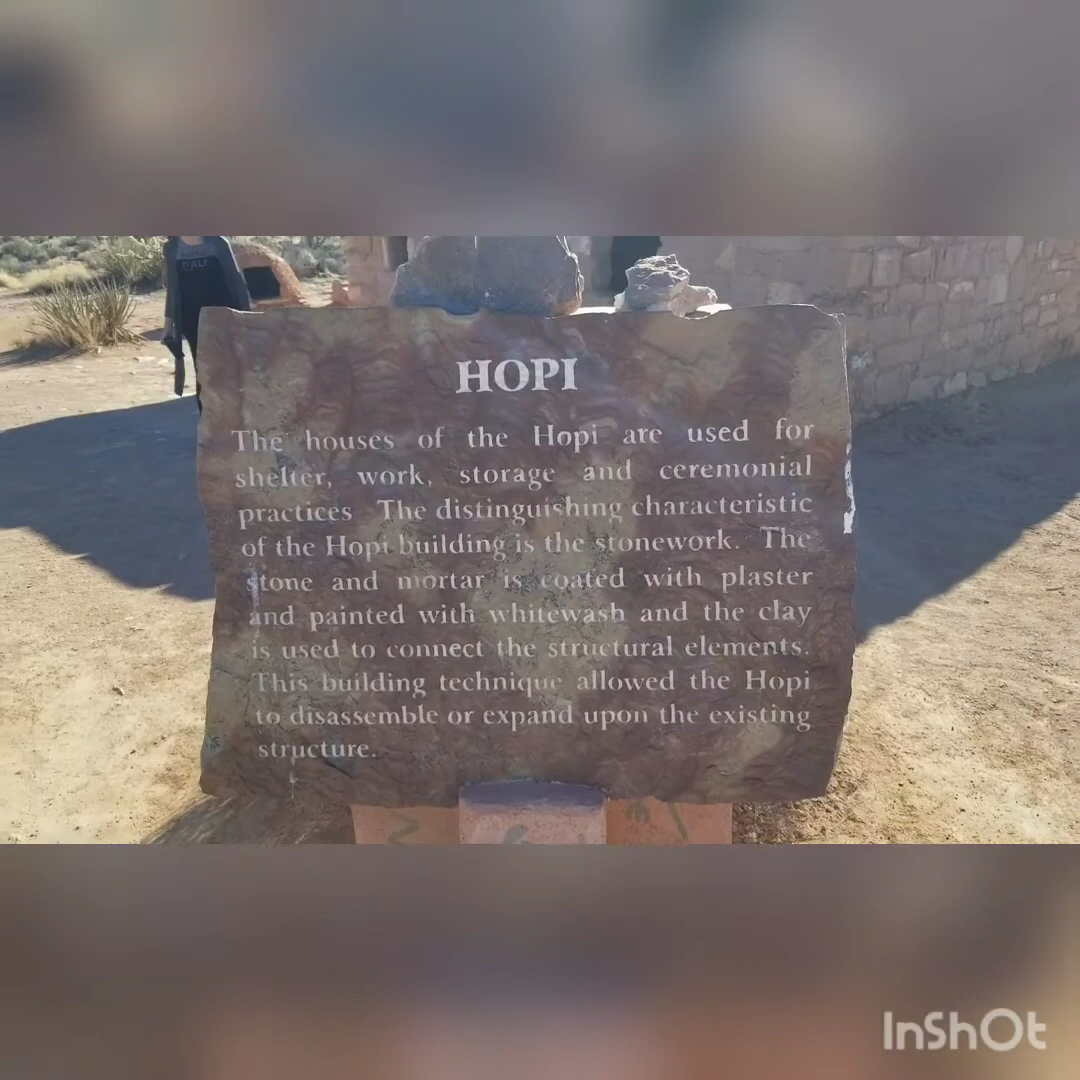 HOPI
The houses of the Hopi are used for
shelter, work, storage and ceremonial
practices The distinguishing characteristic
of the Hopi building is the stonework. The
stone and mortar is coated with plaster
and painted with whitewash and the clay
is used to connect the structural elements.
This building technique allowed the Hopi
to disassemble or expand upon the existing
structure.
InShOt